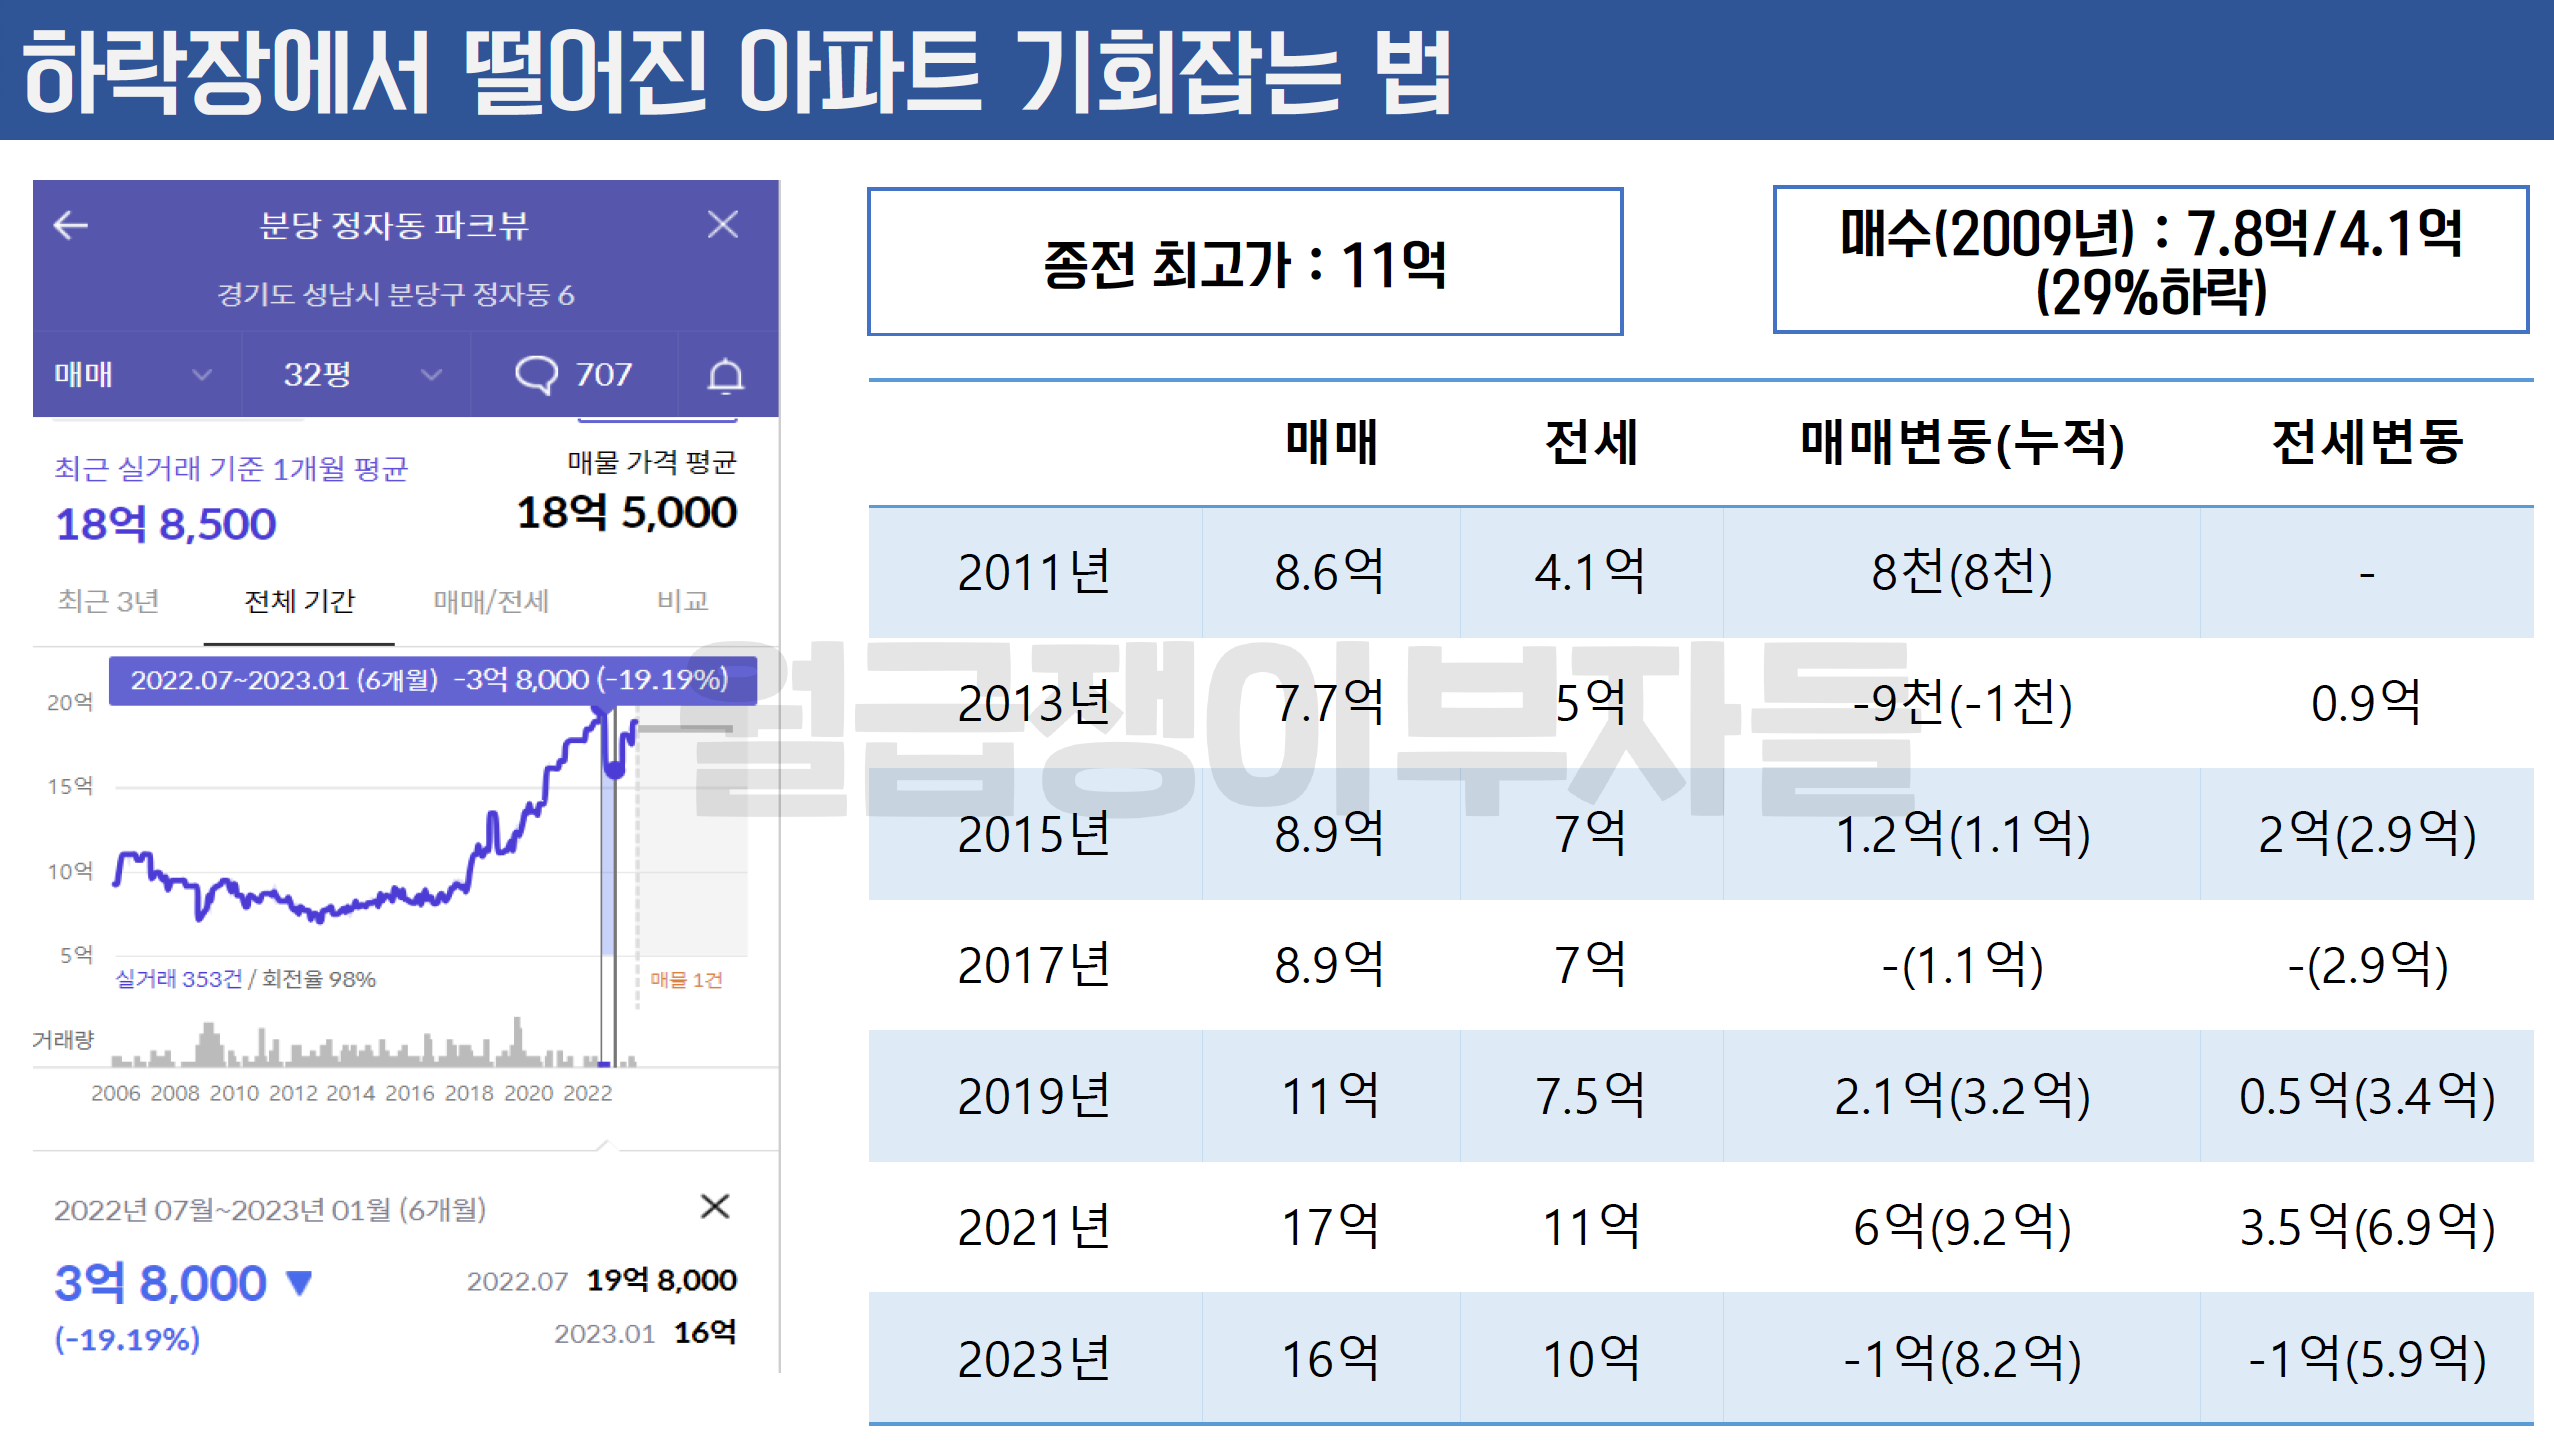 하락장에서 떨어진 아파트 기회잡는 법
분당 정자동 파크뷰
경기도 성남시 분당구 정자동 6
매매 32평 707
최근 실거래 기준 1개월 평균
18억 8,500
매물 가격 평균
18억 5,000
최근 3년 전체 기간 매매/전세 비교
2022.07~2023.01 (6개월) -3억 8,000 (-19.19%)
20억
15억
10억
5억
실거래 353건 / 회전율 98%
매물 1건
거래량
2006 2008 2010 2012 2014 2016 2018 2020 2022
2022년 07월~2023년 01월 (6개월)
3억 8,000 ▼
(-19.19%)
2022.07 19억 8,000
2023.01 16억
종전 최고가 : 11억
매수(2009년) : 7.8억/4.1억
(29%하락)
매매 전세 매매변동(누적) 전세변동
2011년 8.6억 4.1억 8천(8천) -
2013년 7.7억 5억 -9천(-1천) 0.9억
2015년 8.9억 7억 1.2억(1.1억) 2억(2.9억)
2017년 8.9억 7억 -(1.1억) -(2.9억)
2019년 11억 7.5억 2.1억(3.2억) 0.5억(3.4억)
2021년 17억 11억 6억(9.2억) 3.5억(6.9억)
2023년 16억 10억 -1억(8.2억) -1억(5.9억)
월급쟁이부자들